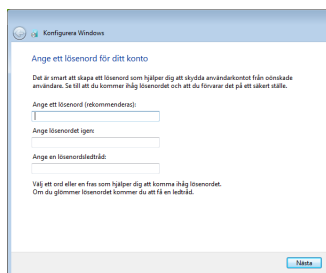 Konfigurera Windows
Ange ett lösenord för ditt konto
Det är smart att skapa ett lösenord som hjälper dig att skydda användarkontot från oönskade
användare. Se till att du kommer ihåg lösenordet och att du förvarar det på ett säkert ställe.
Ange ett lösenord (rekommenderas):
Ange lösenordet igen:
Ange en lösenordsledtråd:
Välj ett ord eller en fras som hjälper dig att komma ihåg lösenordet.
Om du glömmer lösenordet kommer du att få en ledtråd.
Nästa